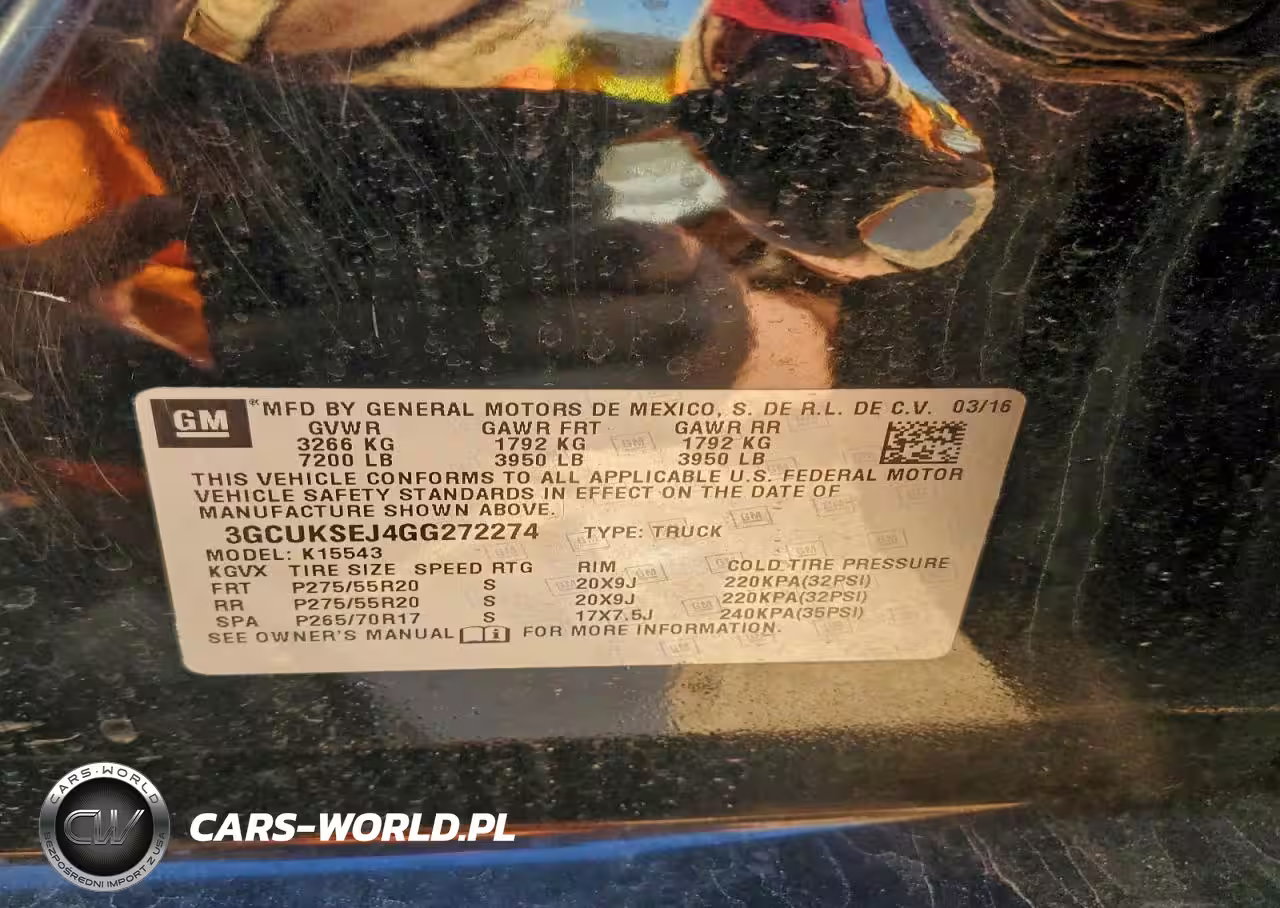 GM ® MFD BY GENERAL MOTORS DE MEXICO, S. DE R.L. DE C.V. 03/16
GVWR GAWR FRT GAWR RR
3266 KG 1792 KG 1792 KG
7200 LB 3950 LB 3950 LB
THIS VEHICLE CONFORMS TO ALL APPLICABLE U.S. FEDERAL MOTOR
VEHICLE SAFETY STANDARDS IN EFFECT ON THE DATE OF
MANUFACTURE SHOWN ABOVE.
3GCUKSEJ4GG272274 TYPE: TRUCK
MODEL: K15543
KGVX TIRE SIZE SPEED RTG RIM COLD TIRE PRESSURE
FRT P275/55R20 S 20X9J 220KPA(32PSI)
RR P275/55R20 S 20X9J 220KPA(32PSI)
SPA P265/70R17 S 17X7.5J 240KPA(35PSI)
SEE OWNER'S MANUAL i FOR MORE INFORMATION.
CARS-WORLD
CW
BEZPOŚREDNI IMPORT Z USA
CARS-WORLD.PL